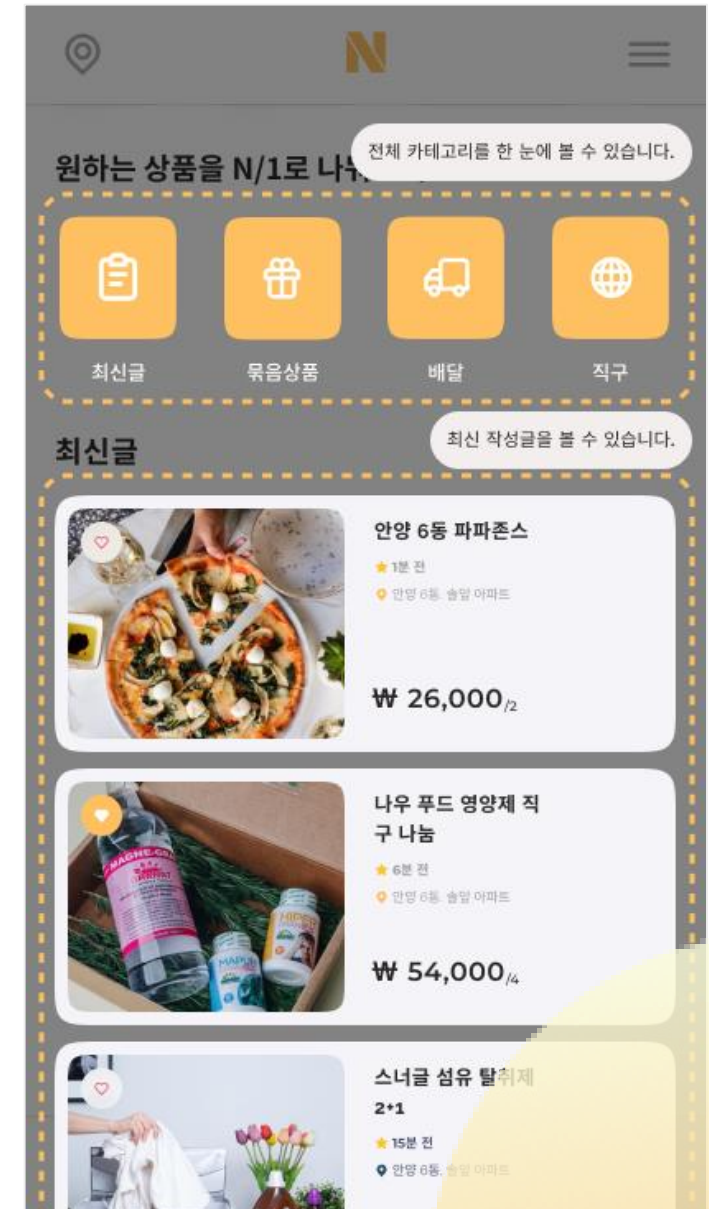 N
전체 카테고리를 한 눈에 볼 수 있습니다.
원하는 상품을 N/1로
최신글
묶음상품
배달
직구
최신 작성글을 볼 수 있습니다.
최신글
안양 6동 파파존스
1분 전
안양 6동. 솔밭 아파트
₩ 26,000/2
나우 푸드 영양제 직
구 나눔
6분 전
안양 6동. 솔밭 아파트
₩ 54,000/4
스너글 섬유 탈취제
2+1
15분 전
안양 6동.